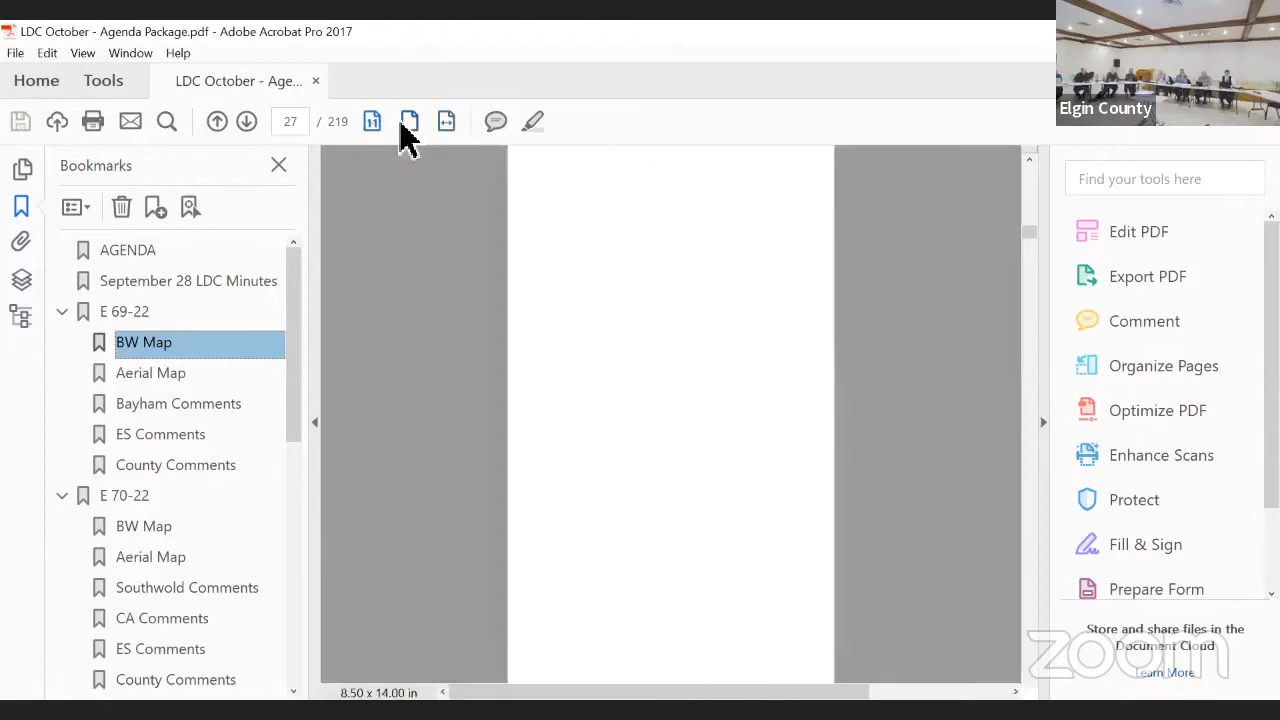 LDC October - Agenda Package.pdf - Adobe Acrobat Pro 2017
File Edit View Window Help
Home Tools LDC October - Age... ×
27 / 219
Elgin County
Bookmarks
AGENDA
September 28 LDC Minutes
E 69-22
BW Map
Aerial Map
Bayham Comments
ES Comments
County Comments
E 70-22
BW Map
Aerial Map
Southwold Comments
CA Comments
ES Comments
County Comments
8.50 x 14.00 in
Find your tools here
Edit PDF
Export PDF
Comment
Organize Pages
Optimize PDF
Enhance Scans
Protect
Fill & Sign
Prepare Form
Store and share files in the
Document Cloud
Learn More
zoom